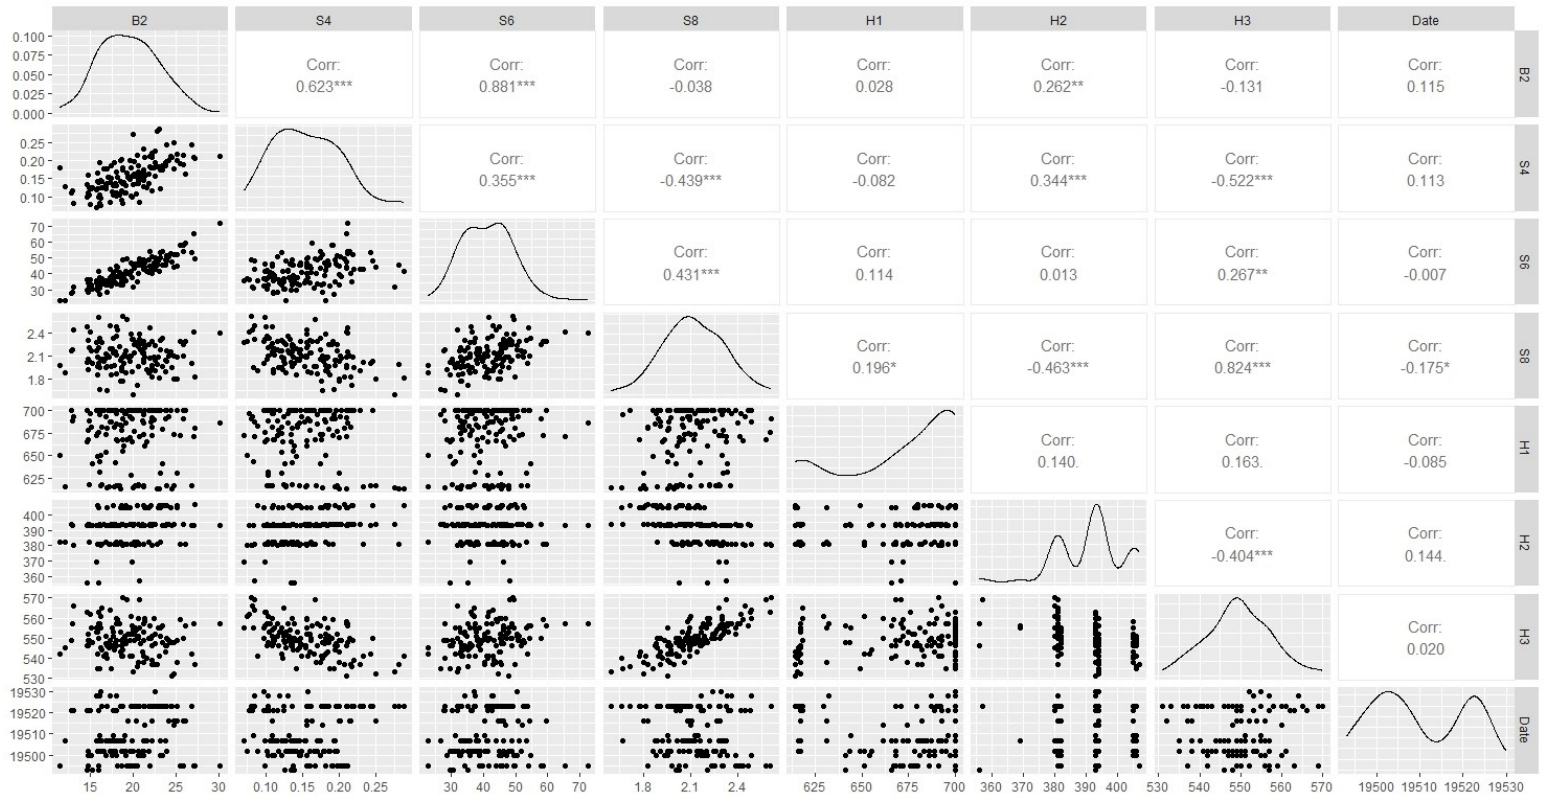 B2 S4 S6 S8 H1 H2 H3 Date
0.100
0.075
0.050
0.025
0.000
Corr: Corr: Corr: Corr: Corr: Corr: Corr:
0.623*** 0.881*** -0.038 0.028 0.262** -0.131 0.115
B2
0.25
0.20
0.15
0.10
Corr: Corr: Corr: Corr: Corr: Corr:
0.355*** -0.439*** -0.082 0.344*** -0.522*** 0.113
S4
70
60
50
40
30
Corr: Corr: Corr: Corr: Corr:
0.431*** 0.114 0.013 0.267** -0.007
S6
2.4
2.1
1.8
Corr: Corr: Corr: Corr:
0.196* -0.463*** 0.824*** -0.175*
S8
700
675
650
625
Corr: Corr: Corr:
0.140. 0.163. -0.085
H1
400
390
380
370
360
Corr: Corr:
-0.404*** 0.144.
H2
570
560
550
540
530
Corr:
0.020
H3
19530
19520
19510
19500
Date
15 20 25 30 0.10 0.15 0.20 0.25 30 40 50 60 70 1.8 2.1 2.4 625 650 675 700 360 370 380 390 400 530 540 550 560 570 19500 19510 19520 19530